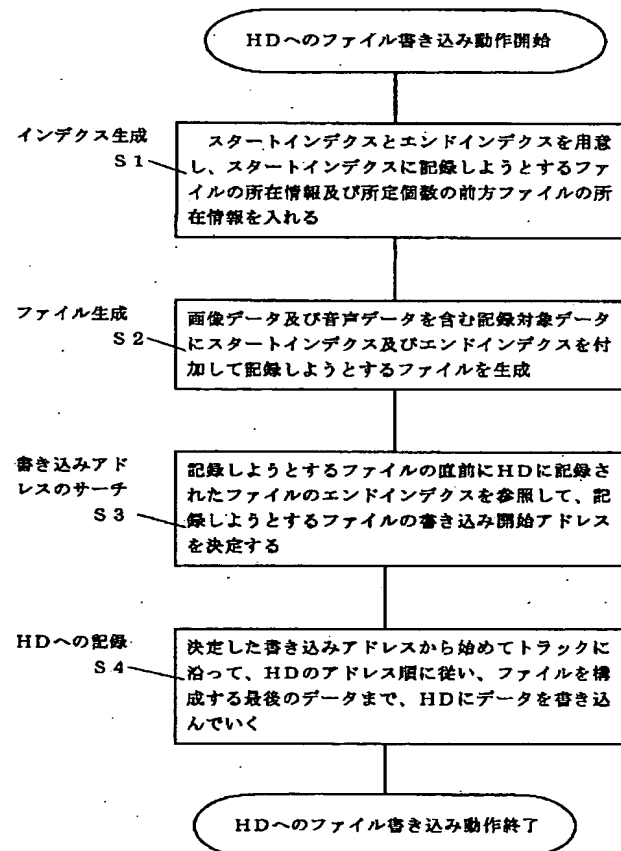 HDへのファイル書き込み動作開始
インデクス生成
S1
スタートインデクスとエンドインデクスを用意
し、スタートインデクスに記録しようとするファ
イルの所在情報及び所定個数の前方ファイルの所
在情報を入れる
ファイル生成
S2
画像データ及び音声データを含む記録対象データ
にスタートインデクス及びエンドインデクスを付
加して記録しようとするファイルを生成
書き込みアド
レスのサーチ
S3
記録しようとするファイルの直前にHDに記録さ
れたファイルのエンドインデクスを参照して、記
録しようとするファイルの書き込み開始アドレス
を決定する
HDへの記録
S4
決定した書き込みアドレスから始めてトラックに
沿って、HDのアドレス順に従い、ファイルを構
成する最後のデータまで、HDにデータを書き込
んでいく
HDへのファイル書き込み動作終了